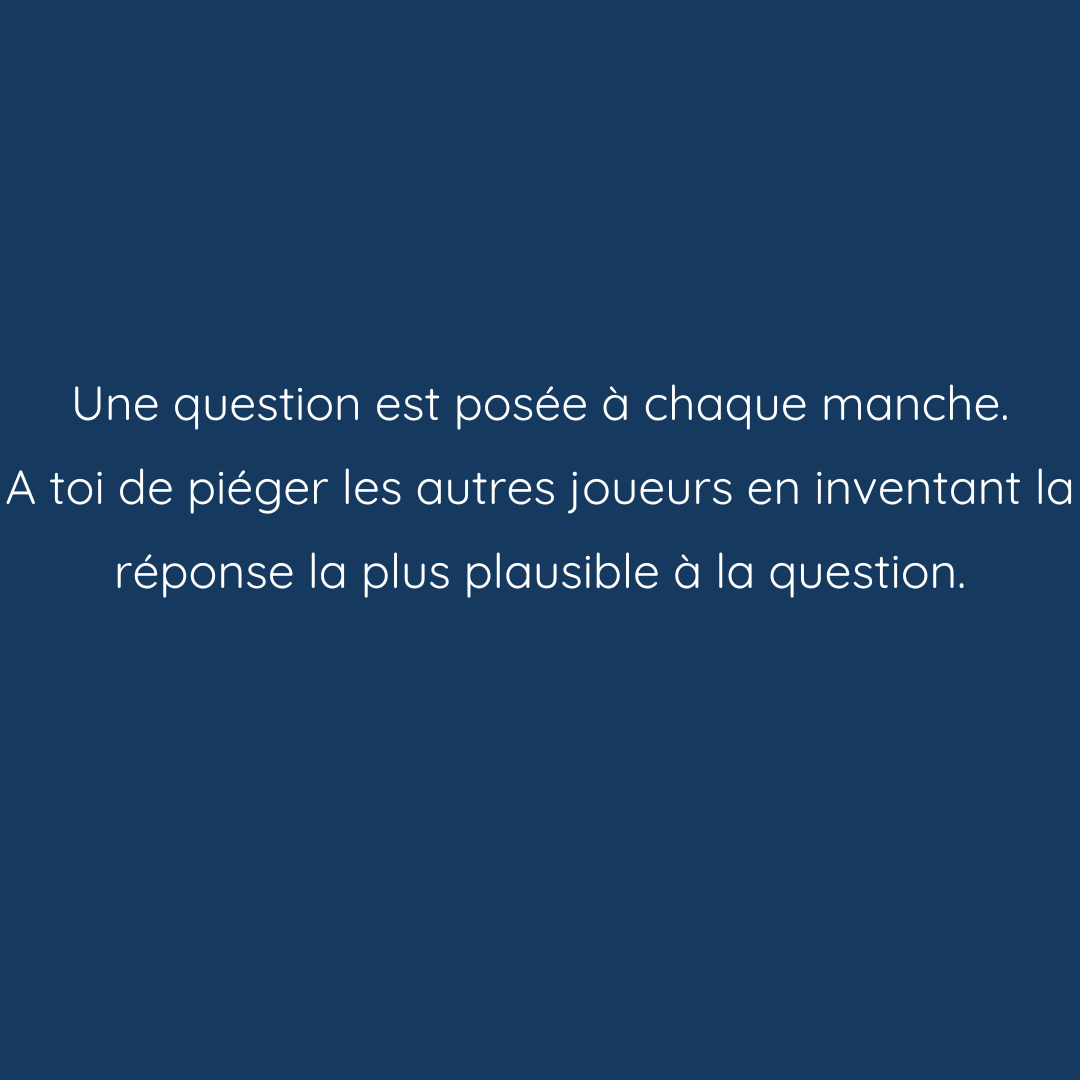 Une question est posée à chaque manche.
A toi de piéger les autres joueurs en inventant la
réponse la plus plausible à la question.